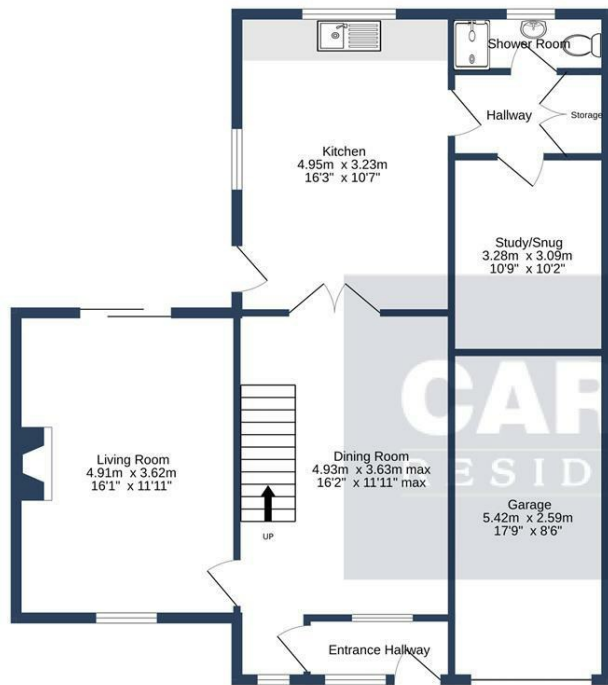 Shower Room
Hallway
Storage
Kitchen
4.95m x 3.23m
16'3" x 10'7"
Study/Snug
3.28m x 3.09m
10'9" x 10'2"
Living Room
4.91m x 3.62m
16'1" x 11'11"
Dining Room
4.93m x 3.63m max
16'2" x 11'11" max
UP
CAR
RESID
Garage
5.42m x 2.59m
17'9" x 8'6"
Entrance Hallway